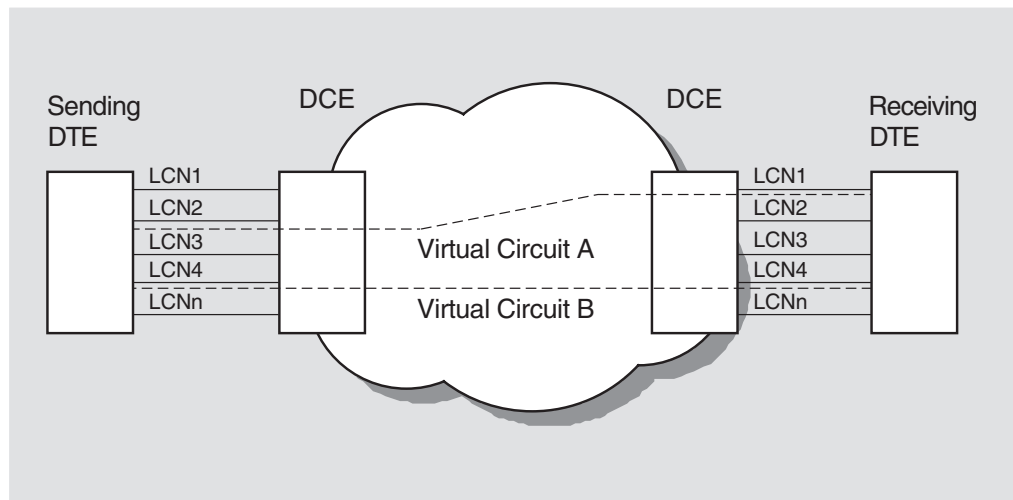 Sending
DTE
DCE
DCE
Receiving
DTE
LCN1
LCN2
LCN3
LCN4
LCNn
Virtual Circuit A
Virtual Circuit B
LCN1
LCN2
LCN3
LCN4
LCNn